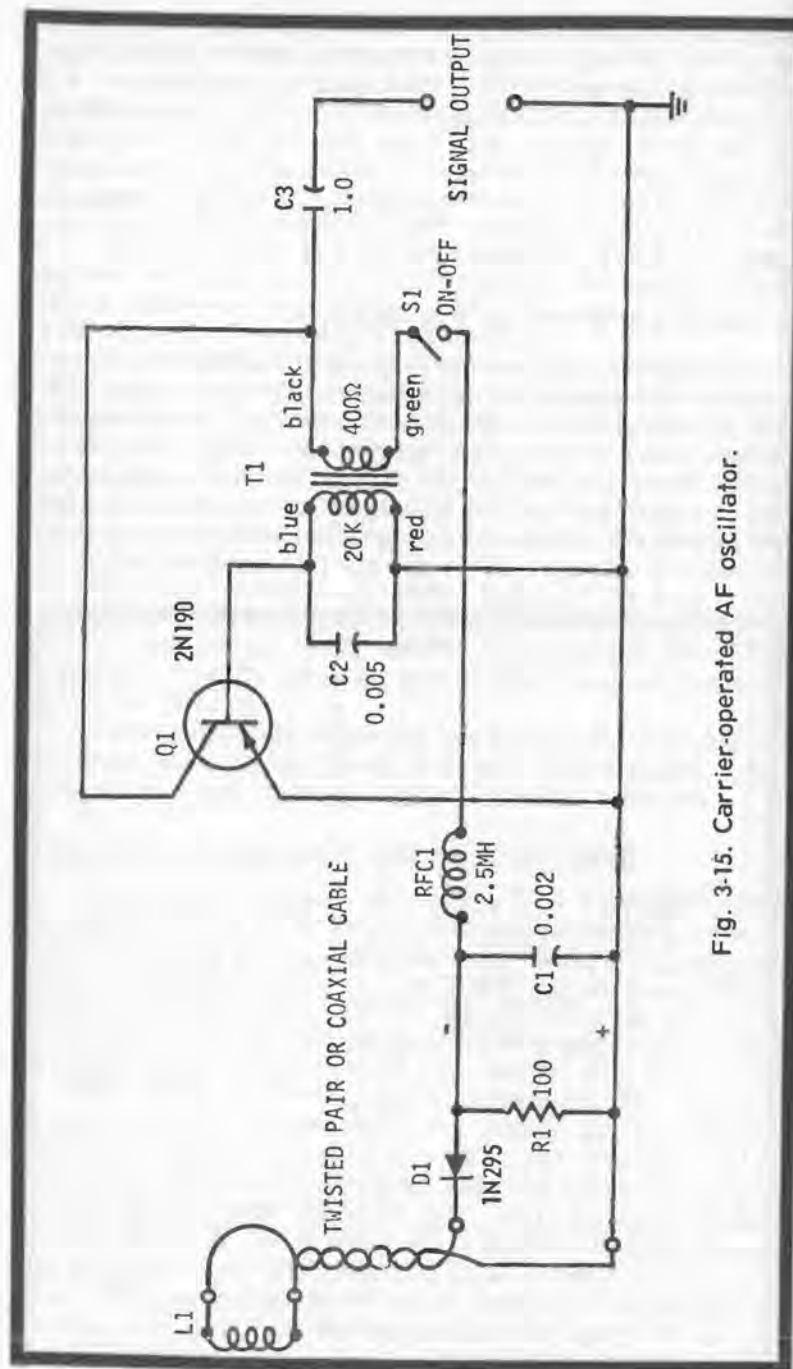 L1
TWISTED PAIR OR COAXIAL CABLE
D1
1N295
R1 100
-
+
C1 0.002
RFC1
2.5MH
Q1
2N190
C2
0.005
blue
20K
red
T1
black
400Ω
green
S1
ON-OFF
C3
1.0
SIGNAL OUTPUT
Fig. 3-15. Carrier-operated AF oscillator.